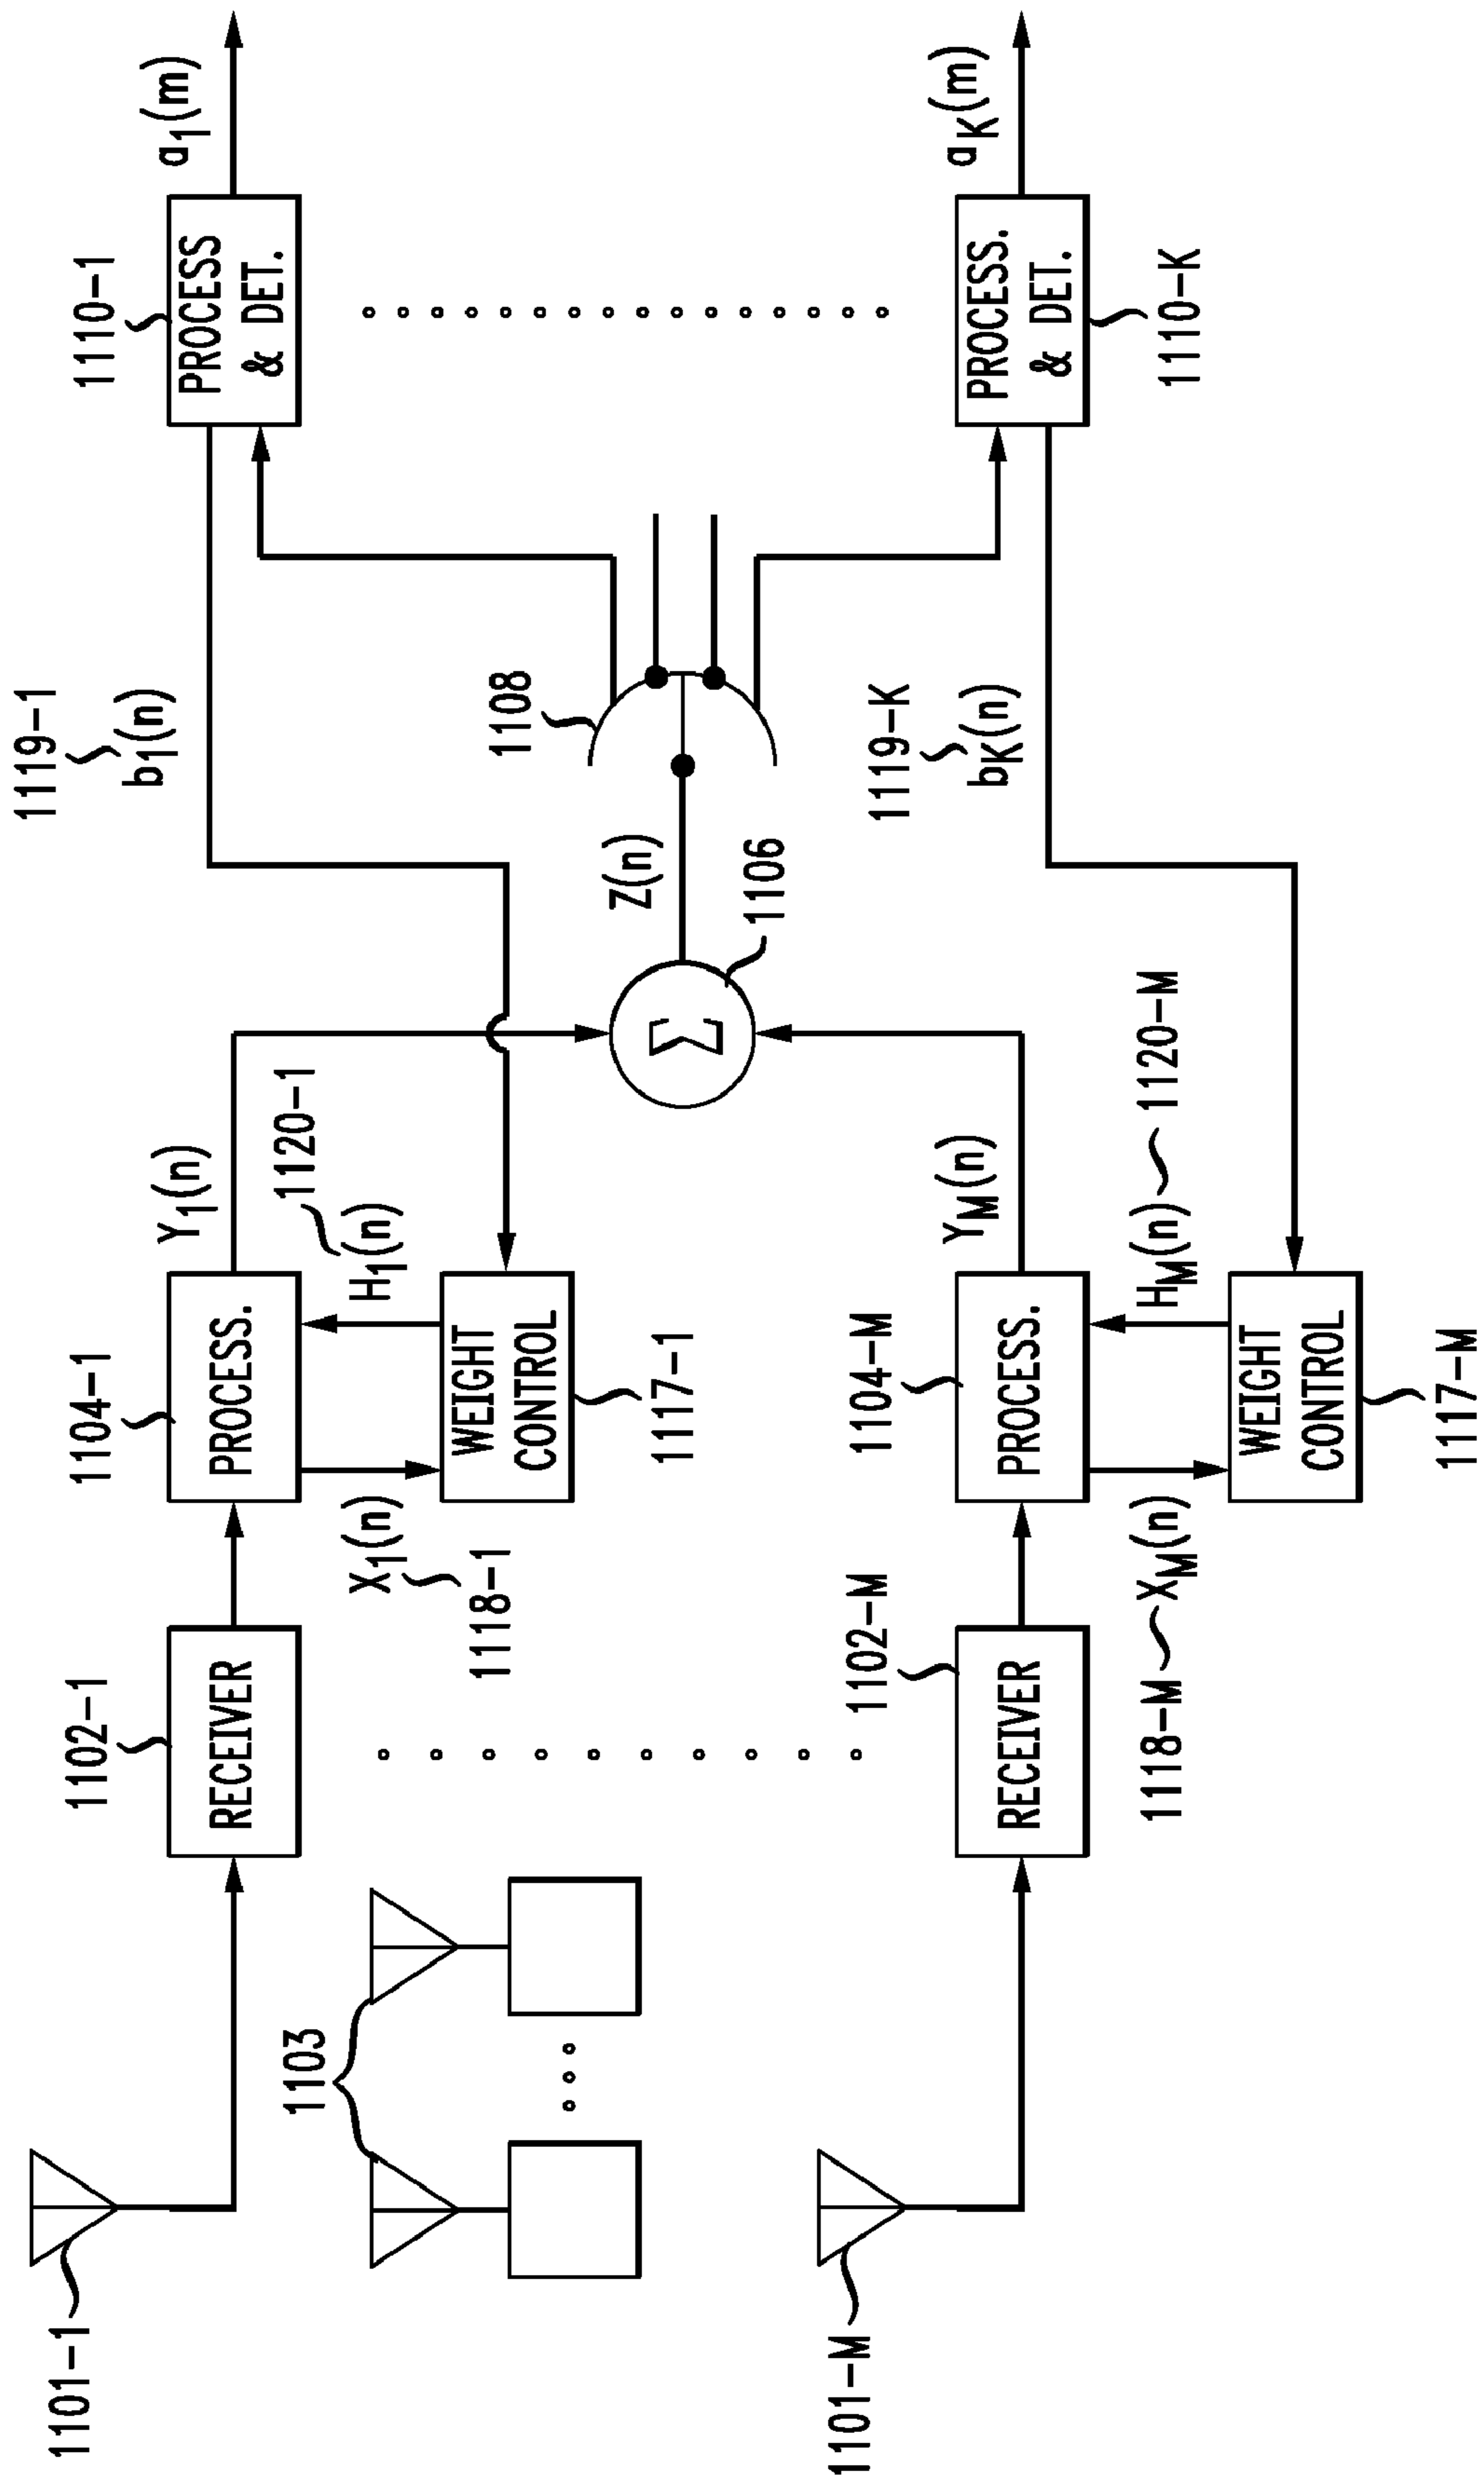 1101-1
1102-1
RECEIVER
1104-1
PROCESS.
Y1(n)
1120-1
H1(n)
X1(n)
1118-1
WEIGHT
CONTROL
1117-1
1119-1
b1(n)
1110-1
PROCESS
& DET.
a1(m)
1103
Σ
1106
Z(n)
1108
1101-M
1102-M
RECEIVER
1104-M
PROCESS.
YM(n)
HM(n)
1120-M
1118-M
XM(n)
WEIGHT
CONTROL
1117-M
1119-K
bK(n)
PROCESS.
& DET.
1110-K
aK(m)